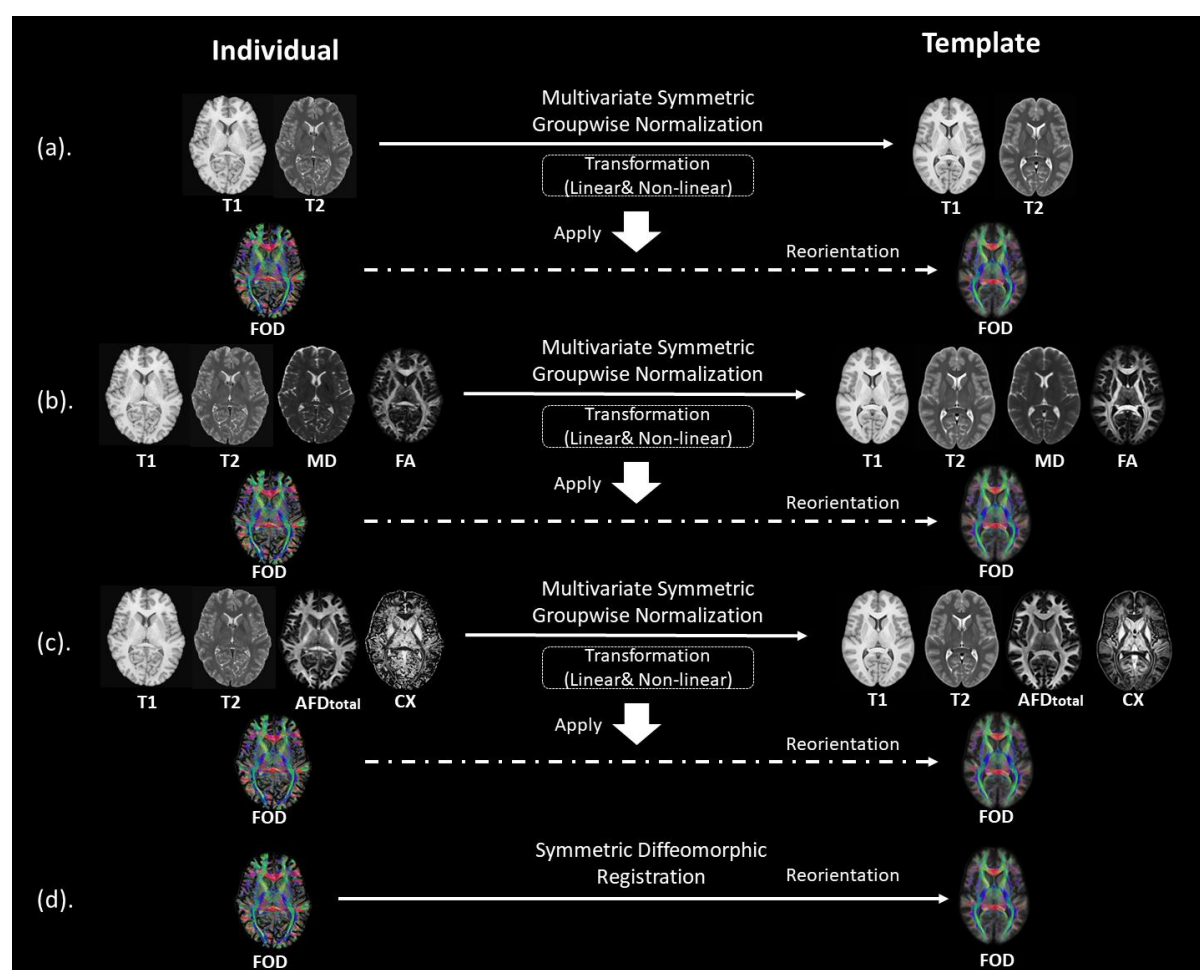 Individual
Template
(a).
Multivariate Symmetric
Groupwise Normalization
Transformation
(Linear& Non-linear)
T1
T2
T1
T2
Apply
Reorientation
FOD
FOD
(b).
Multivariate Symmetric
Groupwise Normalization
Transformation
(Linear& Non-linear)
T1
T2
MD
FA
T1
T2
MD
FA
Apply
Reorientation
FOD
FOD
(c).
Multivariate Symmetric
Groupwise Normalization
Transformation
(Linear& Non-linear)
T1
T2
AFDtotal
CX
T1
T2
AFDtotal
CX
Apply
Reorientation
FOD
FOD
(d).
Symmetric Diffeomorphic
Registration
Reorientation
FOD
FOD